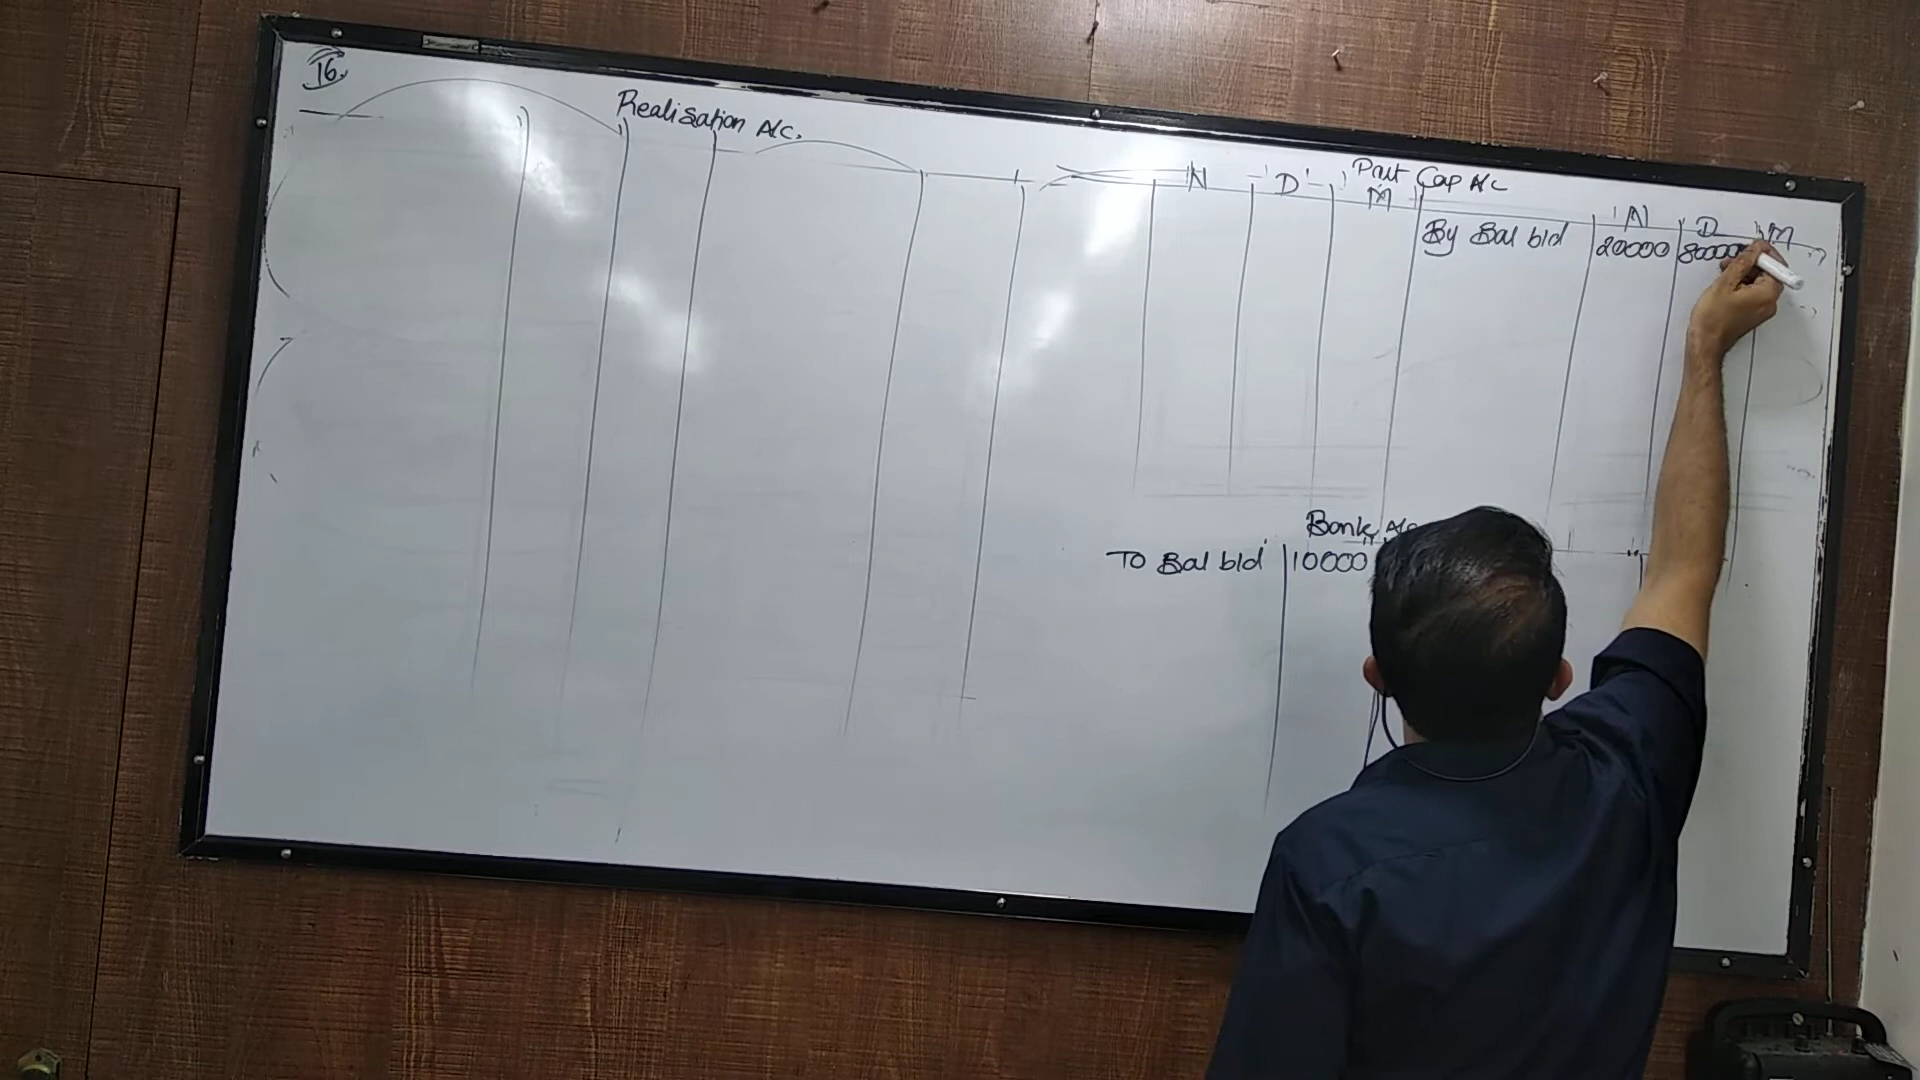 16.
Realisation A/c.
Part Cap A/c
N D M
A D M
By Bal b/d 20000 80000
Bank A/c
To Bal b/d 10000